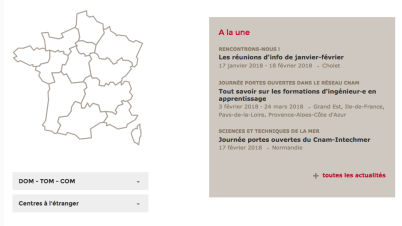 DOM - TOM - COM
Centres à l'étranger
A la une
RENCONTRONS-NOUS !
Les réunions d'info de janvier-février
17 janvier 2018 - 18 février 2018 - Cholet
JOURNÉE PORTES OUVERTES DANS LE RÉSEAU CNAM
Tout savoir sur les formations d'ingénieur-e en
apprentissage
3 février 2018 - 24 mars 2018 - Grand Est, Ile-de-France,
Pays-de-la-Loire, Provence-Alpes-Côte d'Azur
SCIENCES ET TECHNIQUES DE LA MER
Journée portes ouvertes du Cnam-Intechmer
17 février 2018 - Normandie
+ toutes les actualités